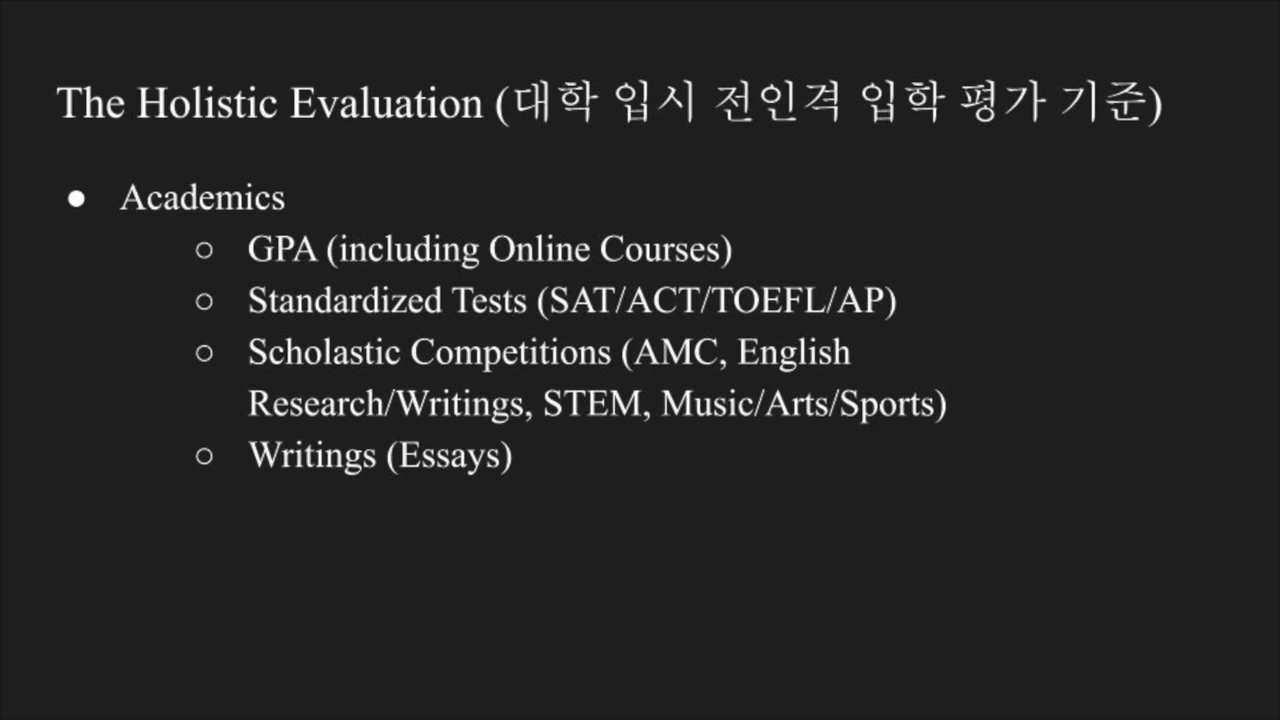 The Holistic Evaluation (대학 입시 전인격 입학 평가 기준)
● Academics
○ GPA (including Online Courses)
○ Standardized Tests (SAT/ACT/TOEFL/AP)
○ Scholastic Competitions (AMC, English
Research/Writings, STEM, Music/Arts/Sports)
○ Writings (Essays)